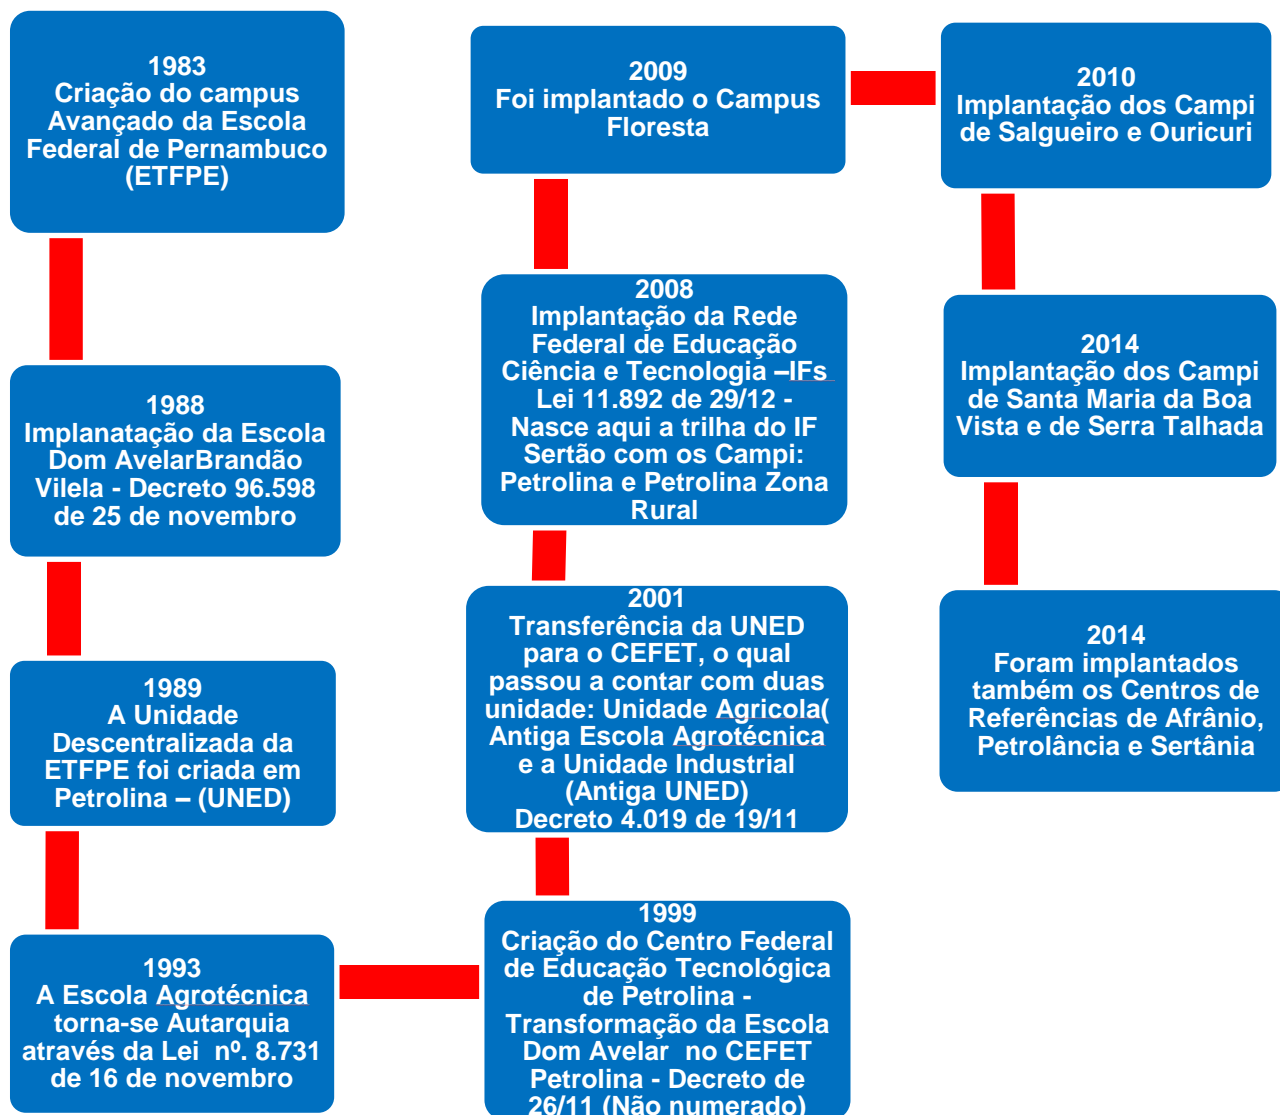 1983
Criação do campus
Avançado da Escola
Federal de Pernambuco
(ETFPE)
1988
Implanatação da Escola
Dom AvelarBrandão
Vilela - Decreto 96.598
de 25 de novembro
1989
A Unidade
Descentralizada da
ETFPE foi criada em
Petrolina – (UNED)
1993
A Escola Agrotécnica
torna-se Autarquia
através da Lei nº. 8.731
de 16 de novembro
1999
Criação do Centro Federal
de Educação Tecnológica
de Petrolina -
Transformação da Escola
Dom Avelar no CEFET
Petrolina - Decreto de
26/11 (Não numerado)
2001
Transferência da UNED
para o CEFET, o qual
passou a contar com duas
unidade: Unidade Agricola(
Antiga Escola Agrotécnica
e a Unidade Industrial
(Antiga UNED)
Decreto 4.019 de 19/11
2008
Implantação da Rede
Federal de Educação
Ciência e Tecnologia –IFs
Lei 11.892 de 29/12 -
Nasce aqui a trilha do IF
Sertão com os Campi:
Petrolina e Petrolina Zona
Rural
2009
Foi implantado o Campus
Floresta
2010
Implantação dos Campi
de Salgueiro e Ouricuri
2014
Implantação dos Campi
de Santa Maria da Boa
Vista e de Serra Talhada
2014
Foram implantados
também os Centros de
Referências de Afrânio,
Petrolância e Sertânia